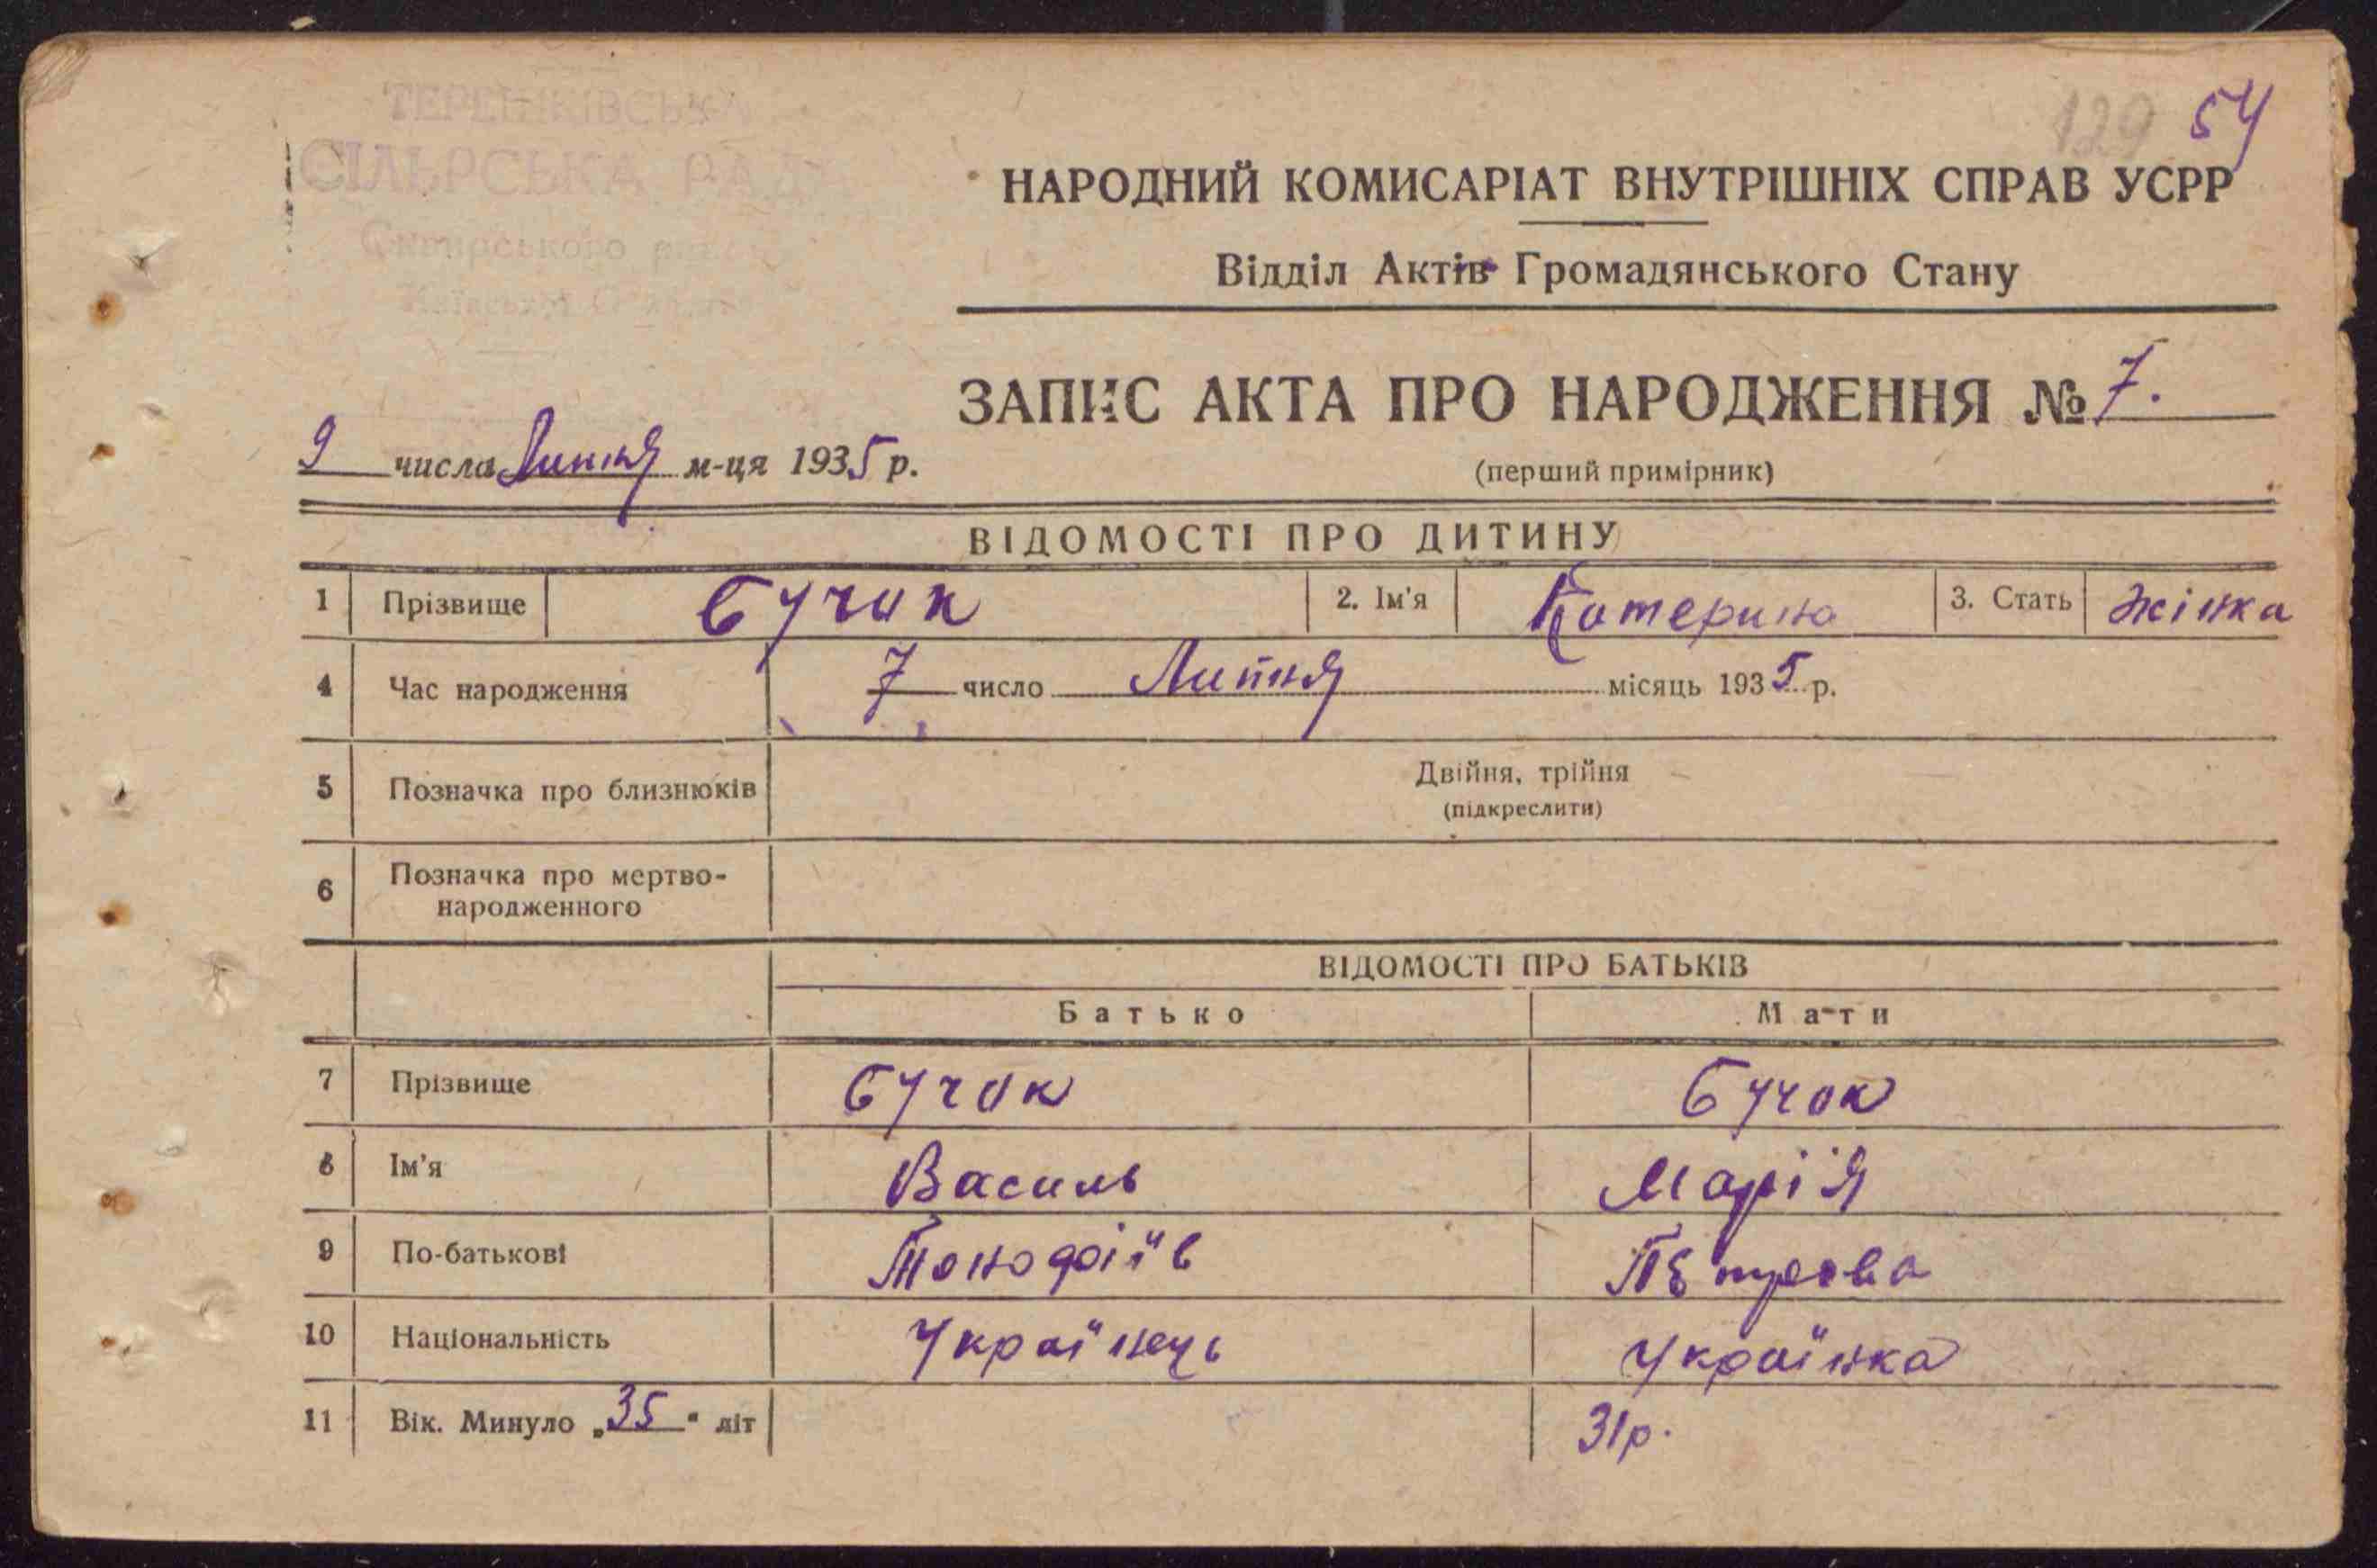 СІЛЬРСЬКА РАДА
129 54
НАРОДНИЙ КОМИСАРІАТ ВНУТРІШНІХ СПРАВ УСРР
Відділ Актів Громадянського Стану
ЗАПИС АКТА ПРО НАРОДЖЕННЯ № 7.
9 числа Липня м-ця 1935 р.
(перший примірник)
ВІДОМОСТІ ПРО ДИТИНУ
1 Прізвище Бучок 2. Ім'я Катерина 3. Стать жінка
4 Час народження 7 число Липня місяць 1935 р.
5 Позначка про близнюків Двійня, трійня
(підкреслити)
6 Позначка про мертво-
народженного
ВІДОМОСТІ ПРО БАТЬКІВ
Батько Мати
7 Прізвище Бучок Бучок
8 Ім'я Василь Марія
9 По-батькові Петрова
10 Національність Українець Українка
11 Вік. Минуло „35" літ 31р.